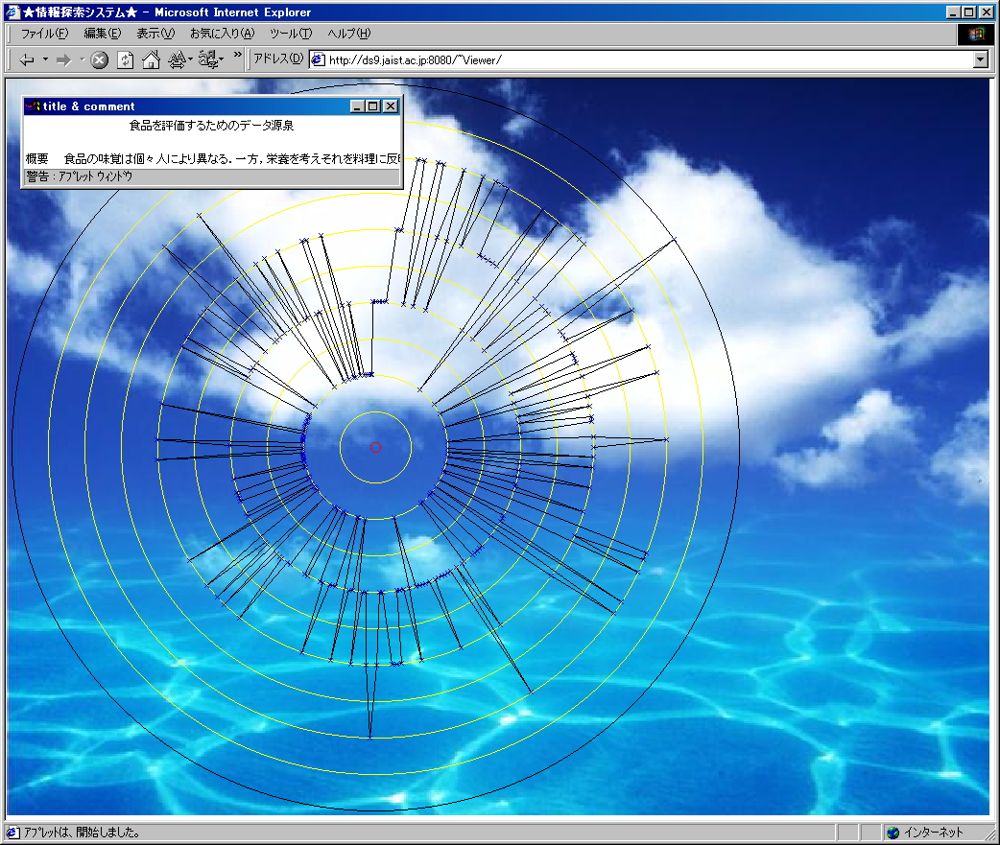 ★情報探索システム★ - Microsoft Internet Explorer
ファイル(F) 編集(E) 表示(V) お気に入り(A) ツール(T) ヘルプ(H)
アドレス(D) http://ds9.jaist.ac.jp:8080/~Viewer/
title & comment
食品を評価するためのデータ源泉
概要 食品の味覚は個々人により異なる．一方，栄養を考えそれを料理に反
警告 : アプレット ウィンドウ
アプレットは、開始しました。 インターネット